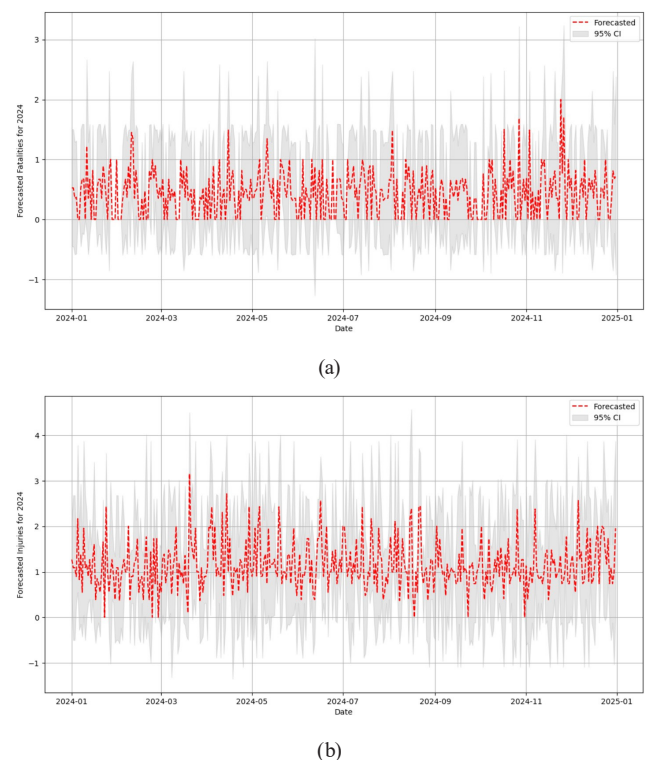 Forecasted
95% CI
3
2
1
0
−1
Forecasted Fatalities for 2024
2024-01 2024-03 2024-05 2024-07 2024-09 2024-11 2025-01
Date
(a)
Forecasted
95% CI
4
3
2
1
0
−1
Forecasted Injuries for 2024
2024-01 2024-03 2024-05 2024-07 2024-09 2024-11 2025-01
Date
(b)